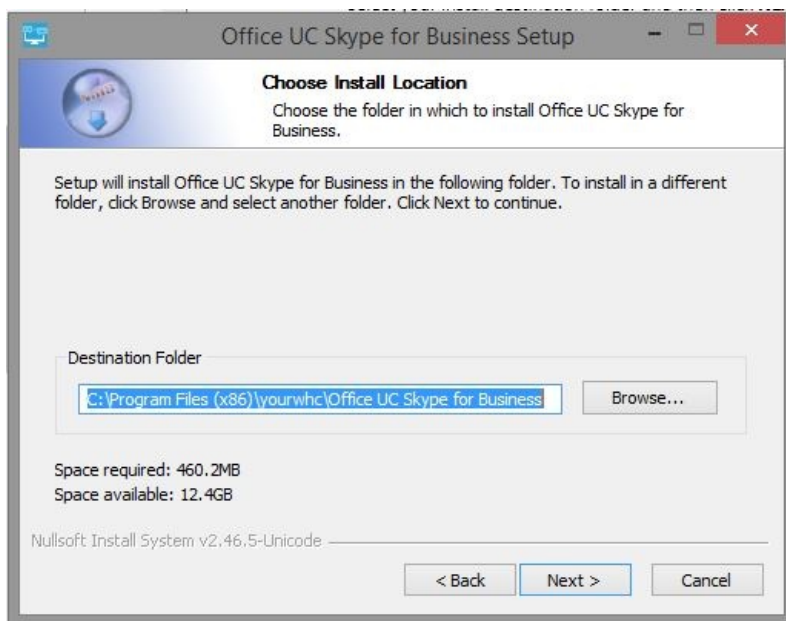 Office UC Skype for Business Setup
Choose Install Location
Choose the folder in which to install Office UC Skype for
Business.
Setup will install Office UC Skype for Business in the following folder. To install in a different
folder, click Browse and select another folder. Click Next to continue.
Destination Folder
C:\Program Files (x86)\yourwhc\Office UC Skype for Business
Browse...
Space required: 460.2MB
Space available: 12.4GB
Nullsoft Install System v2.46.5-Unicode
< Back
Next >
Cancel